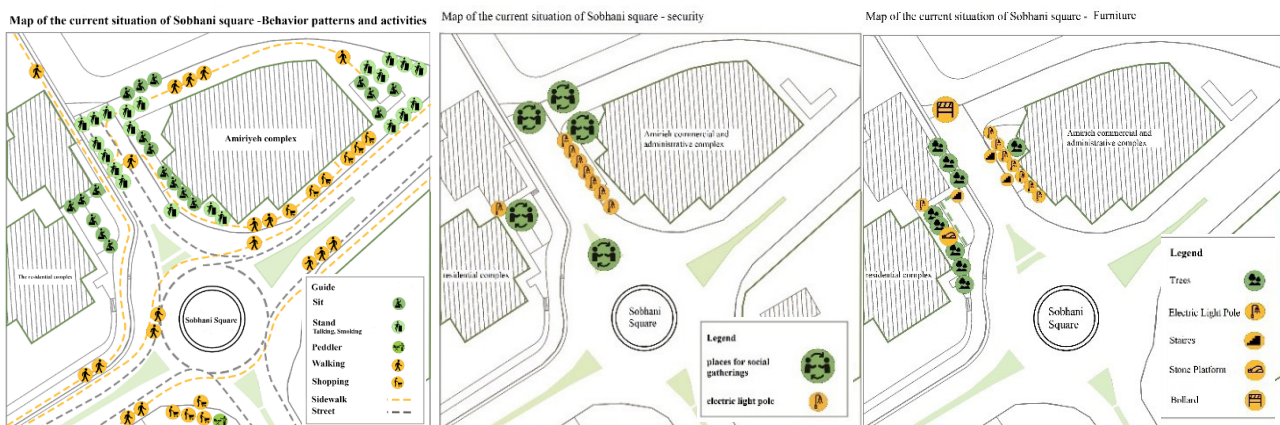 Map of the current situation of Sobhani square -Behavior patterns and activities
Amiriyeh complex
The residential complex
Sobhani Square
Guide
Sit
Stand
Talking, Smoking
Peddler
Walking
Shopping
Sidewalk
Street
Map of the current situation of Sobhani square - security
Amirieh commercial and
administrative complex
residential complex
Sobhani
Square
Legend
places for social
gatherings
electric light pole
Map of the current situation of Sobhani square - Furniture
Amirieh commercial and
administrative complex
residential complex
Sobhani
Square
Legend
Trees
Electric Light Pole
Staires
Stone Platform
Bollard